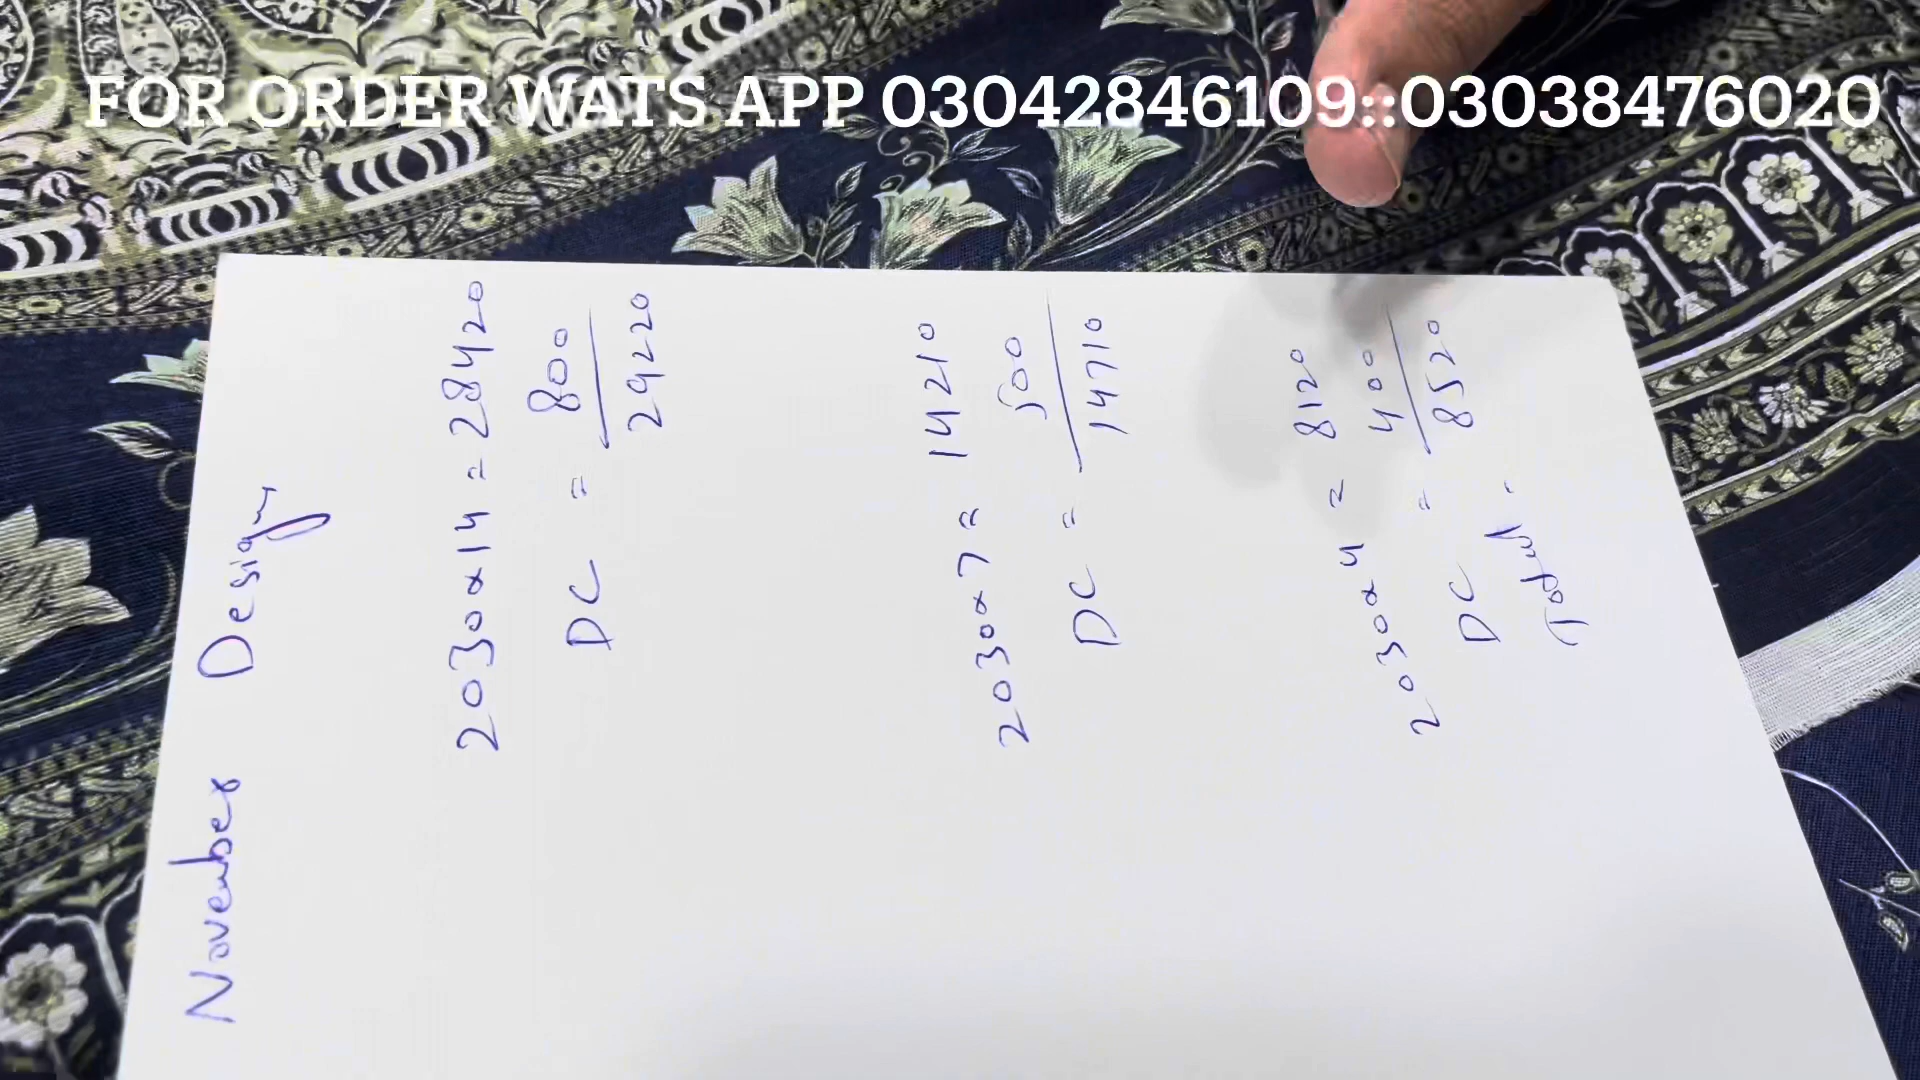 FOR ORDER WATS APP 03042846109::03038476020
November Design
2030x14 = 28420
DC = 800
29220
2030x7 = 14210
DC = 500
14710
2030x4 = 8120
DC = 400
8520